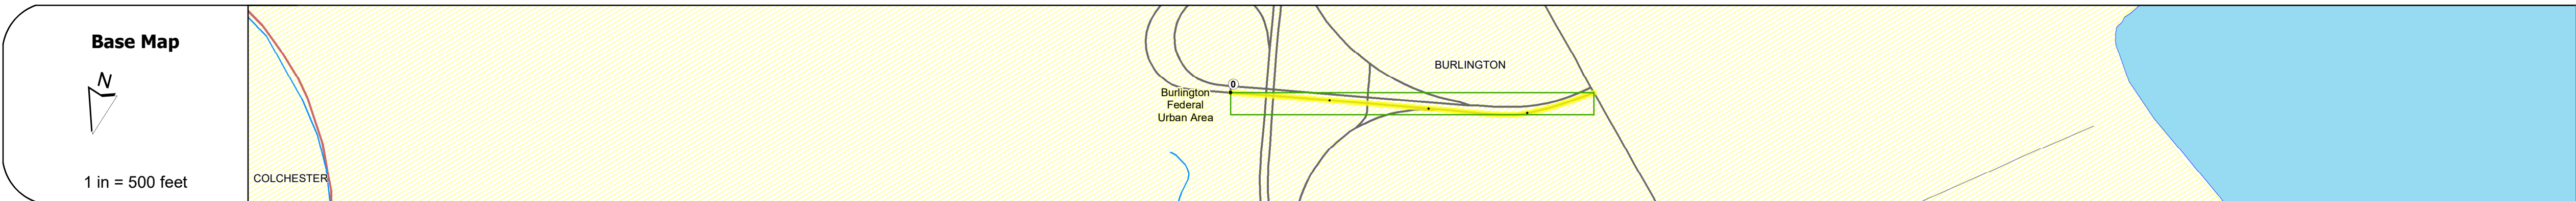 Base Map
N
1 in = 500 feet
COLCHESTER
0
Burlington
Federal
Urban Area
BURLINGTON